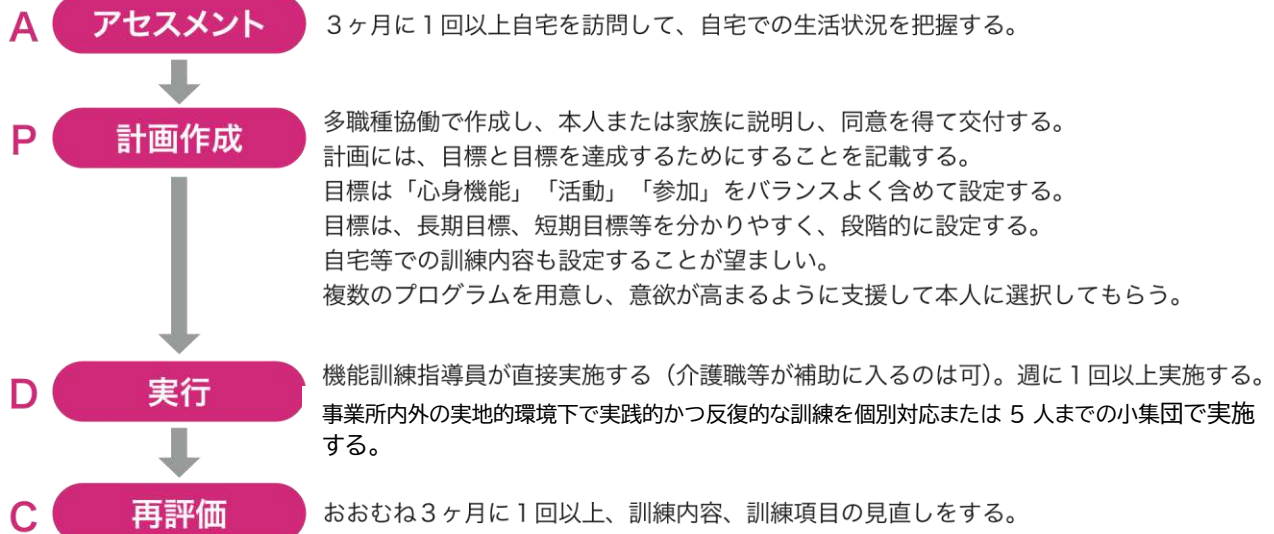 A アセスメント 3ヶ月に1回以上自宅を訪問して、自宅での生活状況を把握する。
P 計画作成 多職種協働で作成し、本人または家族に説明し、同意を得て交付する。
計画には、目標と目標を達成するためにすることを記載する。
目標は「心身機能」「活動」「参加」をバランスよく含めて設定する。
目標は、長期目標、短期目標等を分かりやすく、段階的に設定する。
自宅等での訓練内容も設定することが望ましい。
複数のプログラムを用意し、意欲が高まるように支援して本人に選択してもらう。
D 実行 機能訓練指導員が直接実施する（介護職等が補助に入るのは可）。週に1回以上実施する。
事業所内外の実地的環境下で実践的かつ反復的な訓練を個別対応または 5 人までの小集団で実施
する。
C 再評価 おおむね3ヶ月に1回以上、訓練内容、訓練項目の見直しをする。